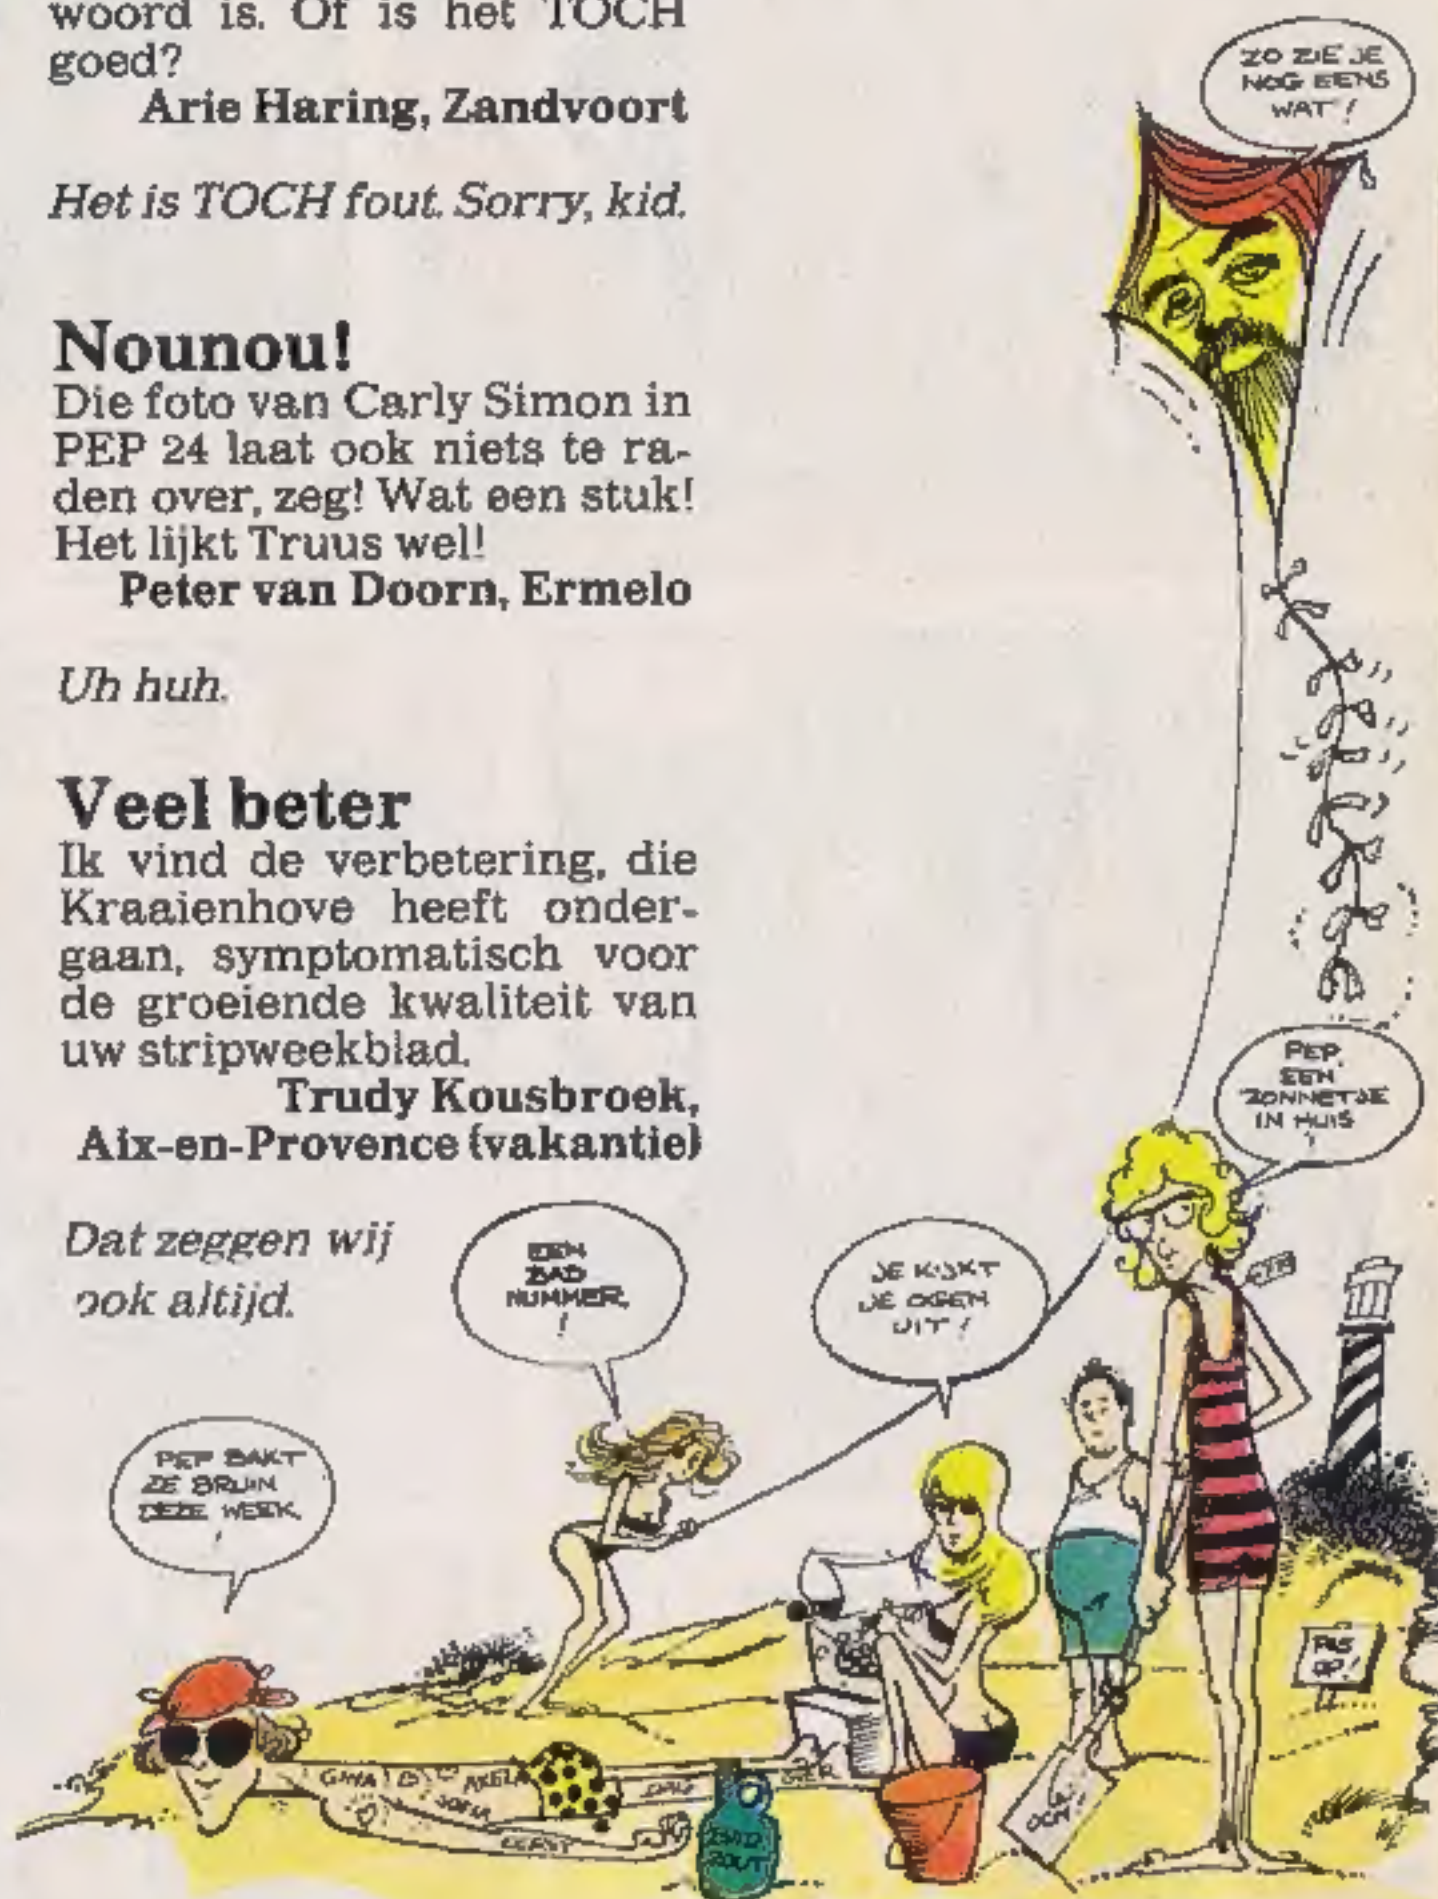 woord is. Of is het TOCH
goed?
Arie Haring, Zandvoort
Het is TOCH fout. Sorry, kid.
Nounou!
Die foto van Carly Simon in
PEP 24 laat ook niets te ra-
den over, zeg! Wat een stuk!
Het lijkt Truus wel!
Peter van Doorn, Ermelo
Uh huh.
Veel beter
Ik vind de verbetering, die
Kraaienhove heeft onder-
gaan, symptomatisch voor
de groeiende kwaliteit van
uw stripweekblad.
Trudy Kousbroek,
Aix-en-Provence (vakantie)
Dat zeggen wij
ook altijd.
ZO ZIE JE
NOG EENS
WAT!
PEP,
EEN
ZONNETJE
IN HUIS
!
EEN
BAD
NUMMER,
!
JE KIJKT
JE OGEN
UIT!
PEP BAKT
ZE BRUIN
DEZE WEEK,
!
PAS
OP!
GINA
AKELA
SOFIA
BAD
ZOUT
OCH!